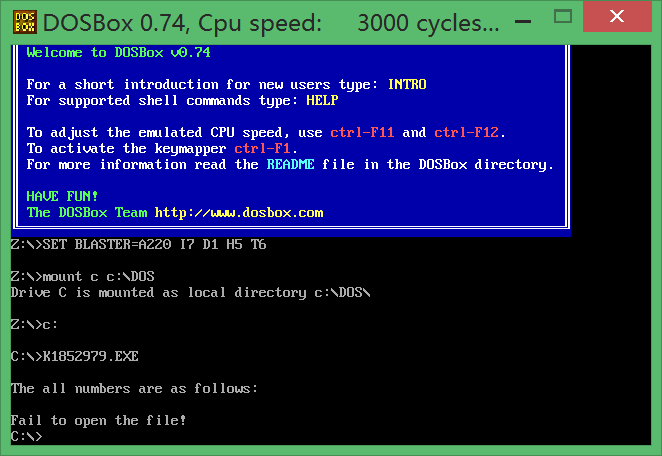 DOSBox 0.74, Cpu speed: 3000 cycles...
Welcome to DOSBox v0.74
For a short introduction for new users type: INTRO
For supported shell commands type: HELP
To adjust the emulated CPU speed, use ctrl-F11 and ctrl-F12.
To activate the keymapper ctrl-F1.
For more information read the README file in the DOSBox directory.
HAVE FUN!
The DOSBox Team http://www.dosbox.com
Z:\>SET BLASTER=A220 I7 D1 H5 T6
Z:\>mount c c:\DOS
Drive C is mounted as local directory c:\DOS\
Z:\>c:
C:\>K1852979.EXE
The all numbers are as follows:
Fail to open the file!
C:\>